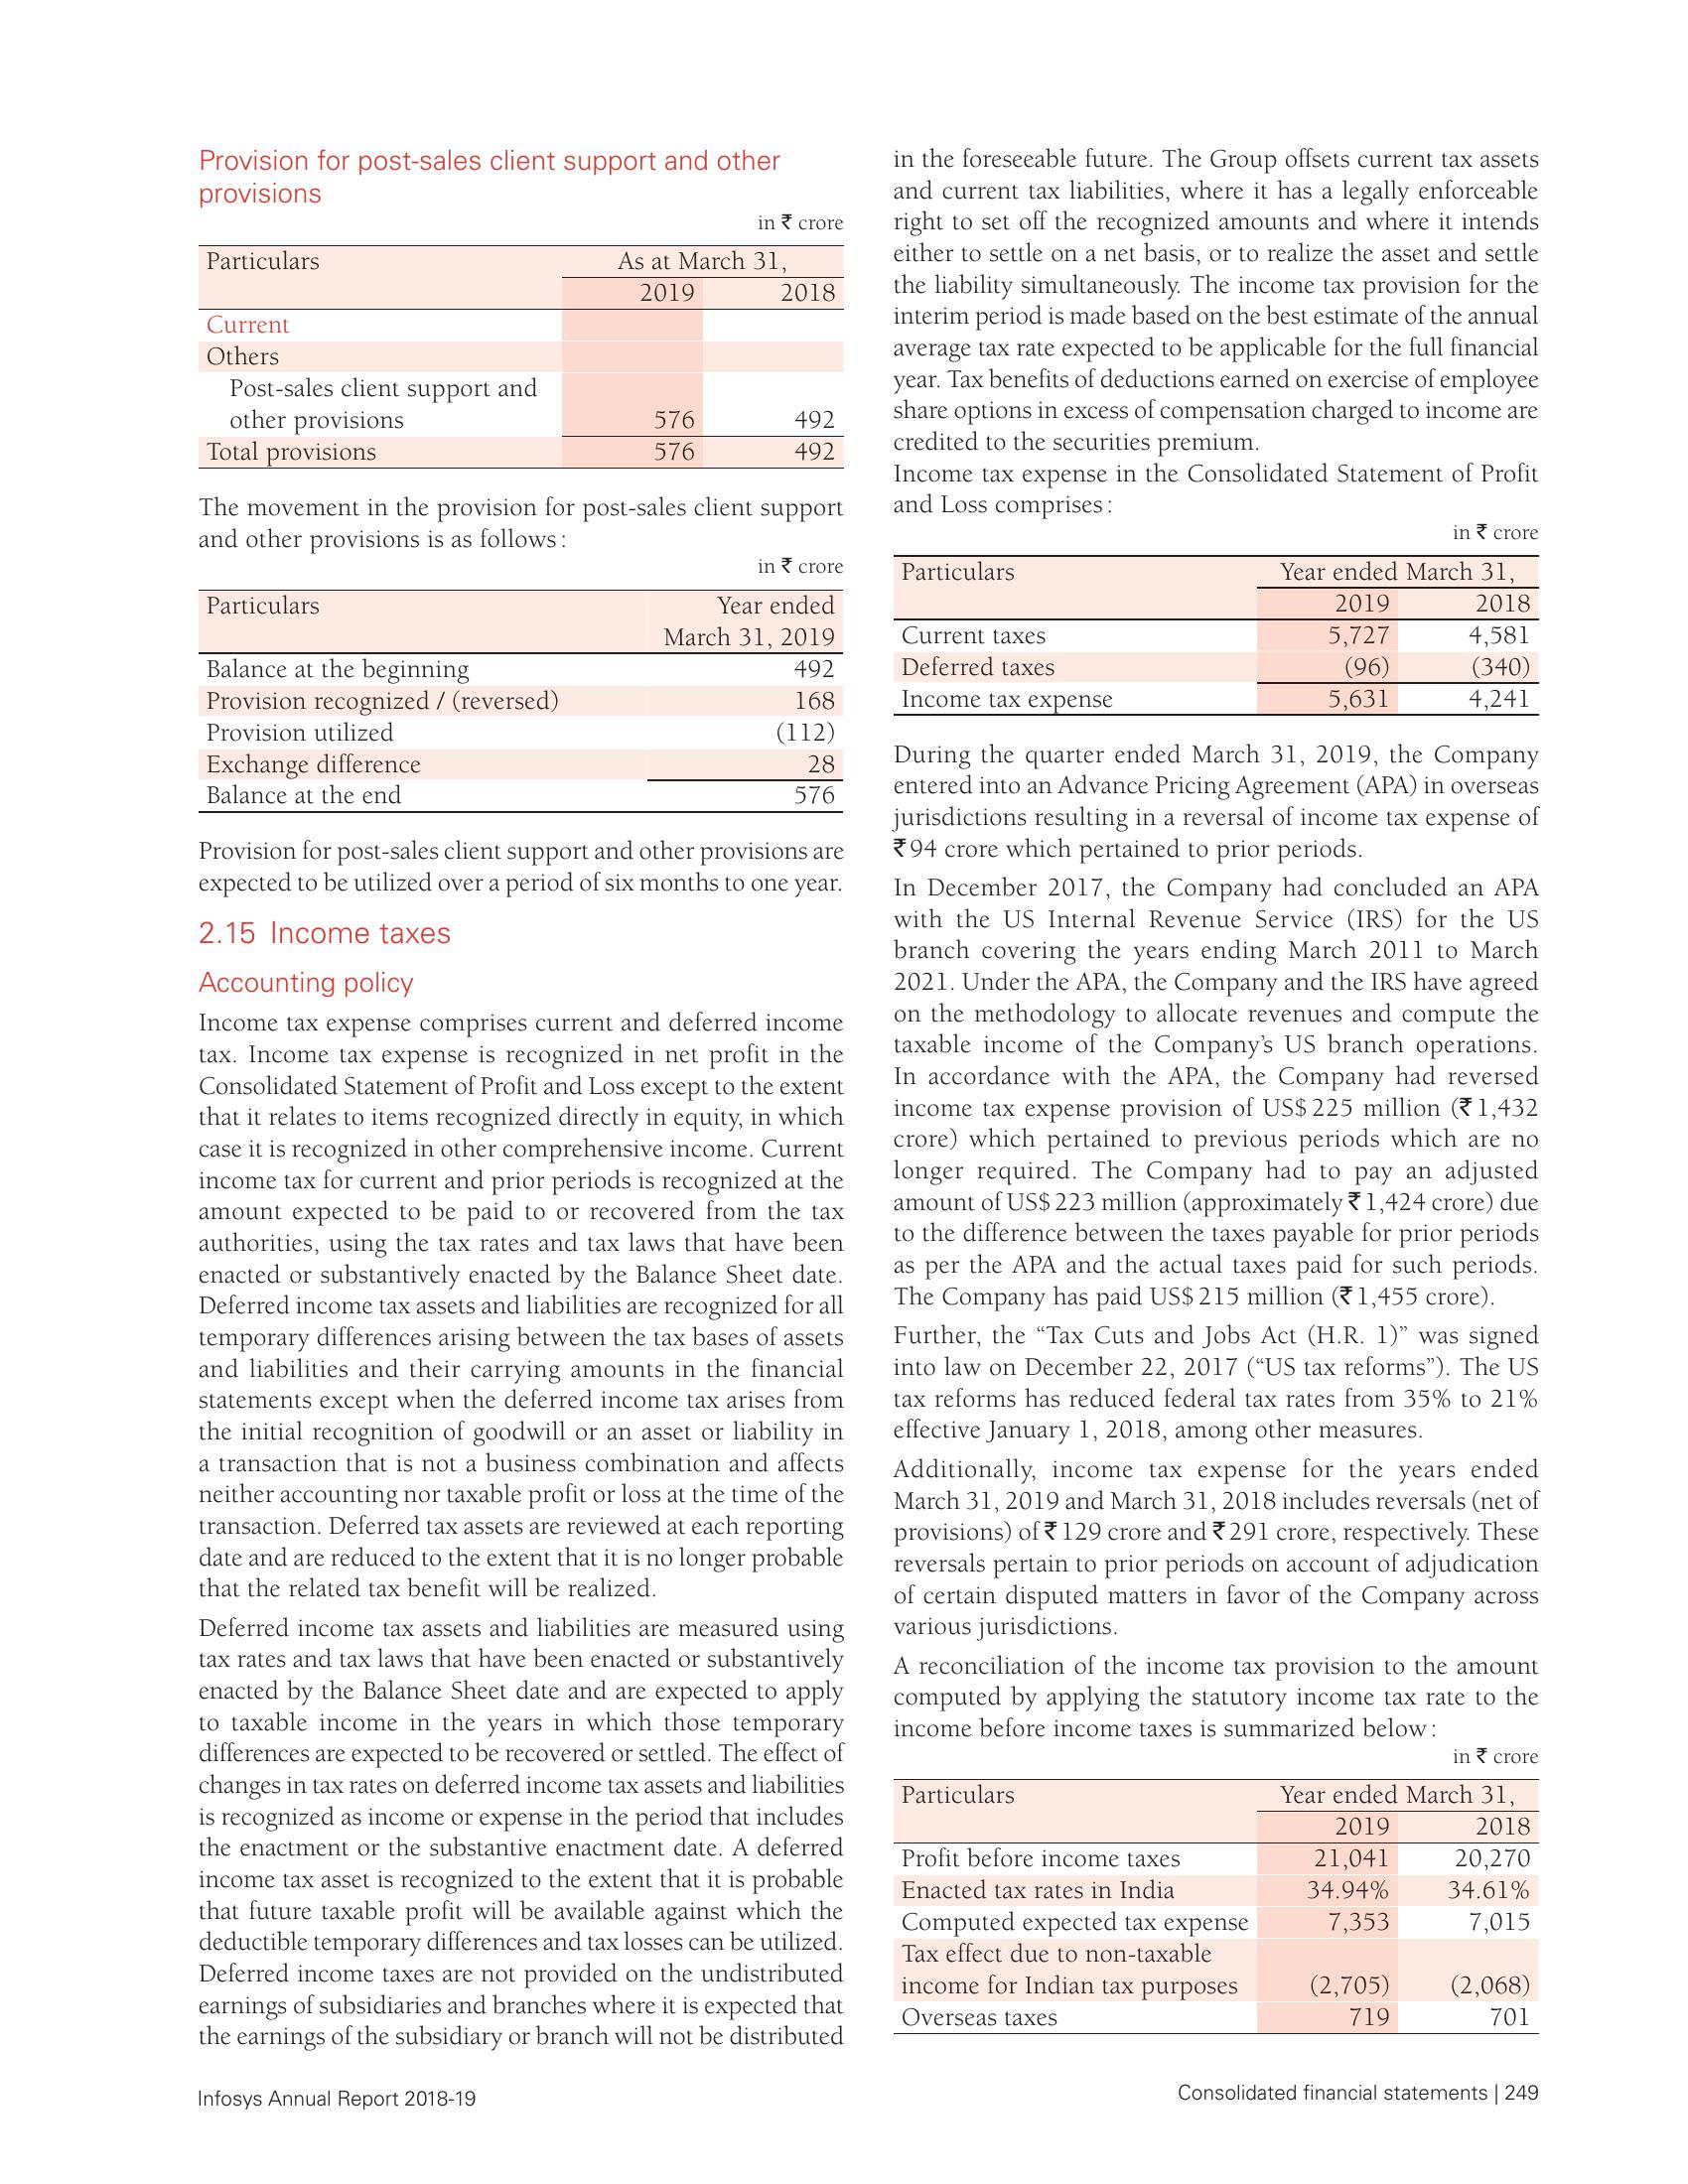 Provision for post-sales client support and other
provisions
in ₹ crore
Particulars As at March 31,
2019 2018
Current
Others
Post-sales client support and
other provisions 576 492
Total provisions 576 492
The movement in the provision for post-sales client support
and other provisions is as follows:
in ₹ crore
Particulars Year ended
March 31, 2019
Balance at the beginning 492
Provision recognized / (reversed) 168
Provision utilized (112)
Exchange difference 28
Balance at the end 576
Provision for post-sales client support and other provisions are
expected to be utilized over a period of six months to one year.
2.15 Income taxes
Accounting policy
Income tax expense comprises current and deferred income
tax. Income tax expense is recognized in net profit in the
Consolidated Statement of Profit and Loss except to the extent
that it relates to items recognized directly in equity, in which
case it is recognized in other comprehensive income. Current
income tax for current and prior periods is recognized at the
amount expected to be paid to or recovered from the tax
authorities, using the tax rates and tax laws that have been
enacted or substantively enacted by the Balance Sheet date.
Deferred income tax assets and liabilities are recognized for all
temporary differences arising between the tax bases of assets
and liabilities and their carrying amounts in the financial
statements except when the deferred income tax arises from
the initial recognition of goodwill or an asset or liability in
a transaction that is not a business combination and affects
neither accounting nor taxable profit or loss at the time of the
transaction. Deferred tax assets are reviewed at each reporting
date and are reduced to the extent that it is no longer probable
that the related tax benefit will be realized.
Deferred income tax assets and liabilities are measured using
tax rates and tax laws that have been enacted or substantively
enacted by the Balance Sheet date and are expected to apply
to taxable income in the years in which those temporary
differences are expected to be recovered or settled. The effect of
changes in tax rates on deferred income tax assets and liabilities
is recognized as income or expense in the period that includes
the enactment or the substantive enactment date. A deferred
income tax asset is recognized to the extent that it is probable
that future taxable profit will be available against which the
deductible temporary differences and tax losses can be utilized.
Deferred income taxes are not provided on the undistributed
earnings of subsidiaries and branches where it is expected that
the earnings of the subsidiary or branch will not be distributed
in the foreseeable future. The Group offsets current tax assets
and current tax liabilities, where it has a legally enforceable
right to set off the recognized amounts and where it intends
either to settle on a net basis, or to realize the asset and settle
the liability simultaneously. The income tax provision for the
interim period is made based on the best estimate of the annual
average tax rate expected to be applicable for the full financial
year. Tax benefits of deductions earned on exercise of employee
share options in excess of compensation charged to income are
credited to the securities premium.
Income tax expense in the Consolidated Statement of Profit
and Loss comprises:
in ₹ crore
Particulars Year ended March 31,
2019 2018
Current taxes 5,727 4,581
Deferred taxes (96) (340)
Income tax expense 5,631 4,241
During the quarter ended March 31, 2019, the Company
entered into an Advance Pricing Agreement (APA) in overseas
jurisdictions resulting in a reversal of income tax expense of
₹94 crore which pertained to prior periods.
In December 2017, the Company had concluded an APA
with the US Internal Revenue Service (IRS) for the US
branch covering the years ending March 2011 to March
2021. Under the APA, the Company and the IRS have agreed
on the methodology to allocate revenues and compute the
taxable income of the Company's US branch operations.
In accordance with the APA, the Company had reversed
income tax expense provision of US$ 225 million (₹1,432
crore) which pertained to previous periods which are no
longer required. The Company had to pay an adjusted
amount of US$ 223 million (approximately ₹1,424 crore) due
to the difference between the taxes payable for prior periods
as per the APA and the actual taxes paid for such periods.
The Company has paid US$ 215 million (₹1,455 crore).
Further, the “Tax Cuts and Jobs Act (H.R. 1)” was signed
into law on December 22, 2017 (“US tax reforms”). The US
tax reforms has reduced federal tax rates from 35% to 21%
effective January 1, 2018, among other measures.
Additionally, income tax expense for the years ended
March 31, 2019 and March 31, 2018 includes reversals (net of
provisions) of ₹129 crore and ₹291 crore, respectively. These
reversals pertain to prior periods on account of adjudication
of certain disputed matters in favor of the Company across
various jurisdictions.
A reconciliation of the income tax provision to the amount
computed by applying the statutory income tax rate to the
income before income taxes is summarized below:
in ₹ crore
Particulars Year ended March 31,
2019 2018
Profit before income taxes 21,041 20,270
Enacted tax rates in India 34.94% 34.61%
Computed expected tax expense 7,353 7,015
Tax effect due to non-taxable
income for Indian tax purposes (2,705) (2,068)
Overseas taxes 719 701
Infosys Annual Report 2018-19
Consolidated financial statements | 249